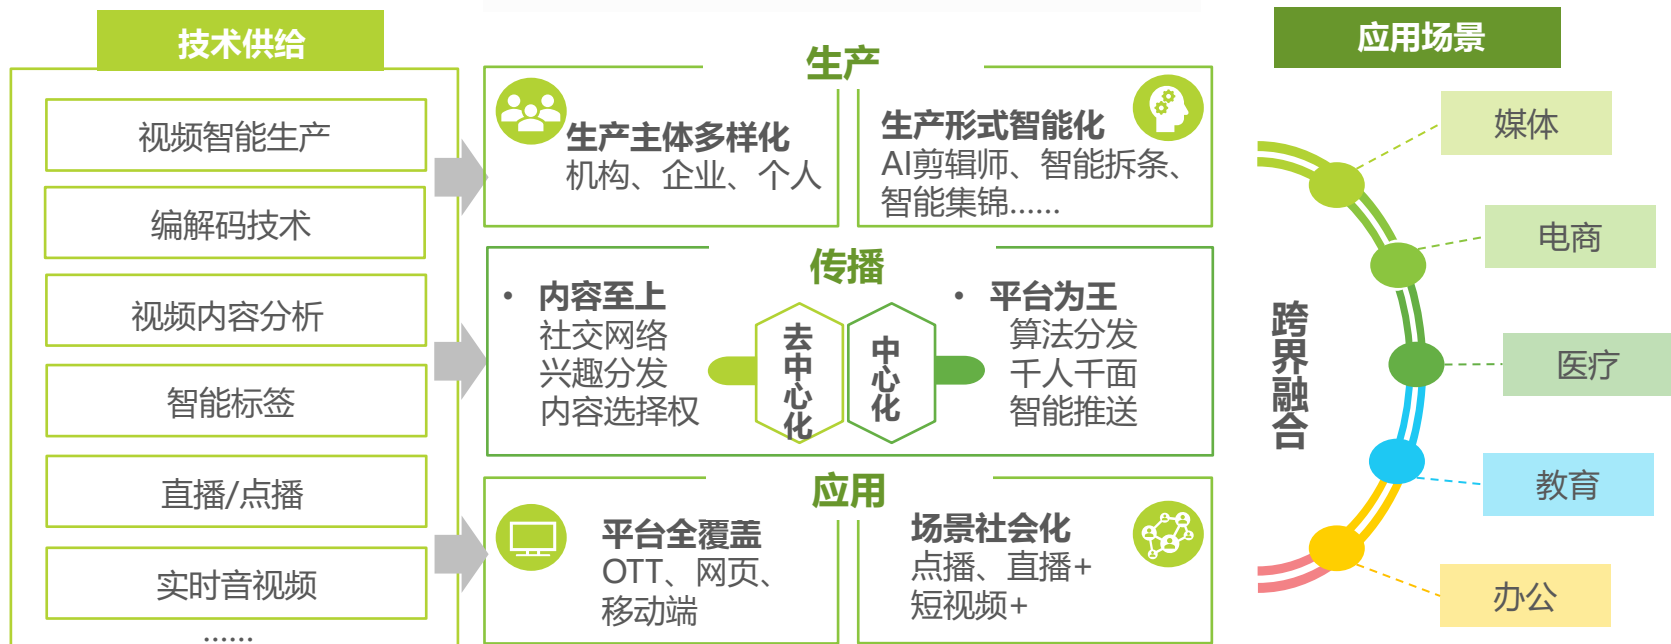 技术供给
视频智能生产
编解码技术
视频内容分析
智能标签
直播/点播
实时音视频
......
生产
生产主体多样化
机构、企业、个人
生产形式智能化
AI剪辑师、智能拆条、
智能集锦......
传播
• 内容至上
社交网络
兴趣分发
内容选择权
去中心化
中心化
• 平台为王
算法分发
千人千面
智能推送
应用
平台全覆盖
OTT、网页、
移动端
场景社会化
点播、直播+
短视频+
应用场景
跨界融合
媒体
电商
医疗
教育
办公